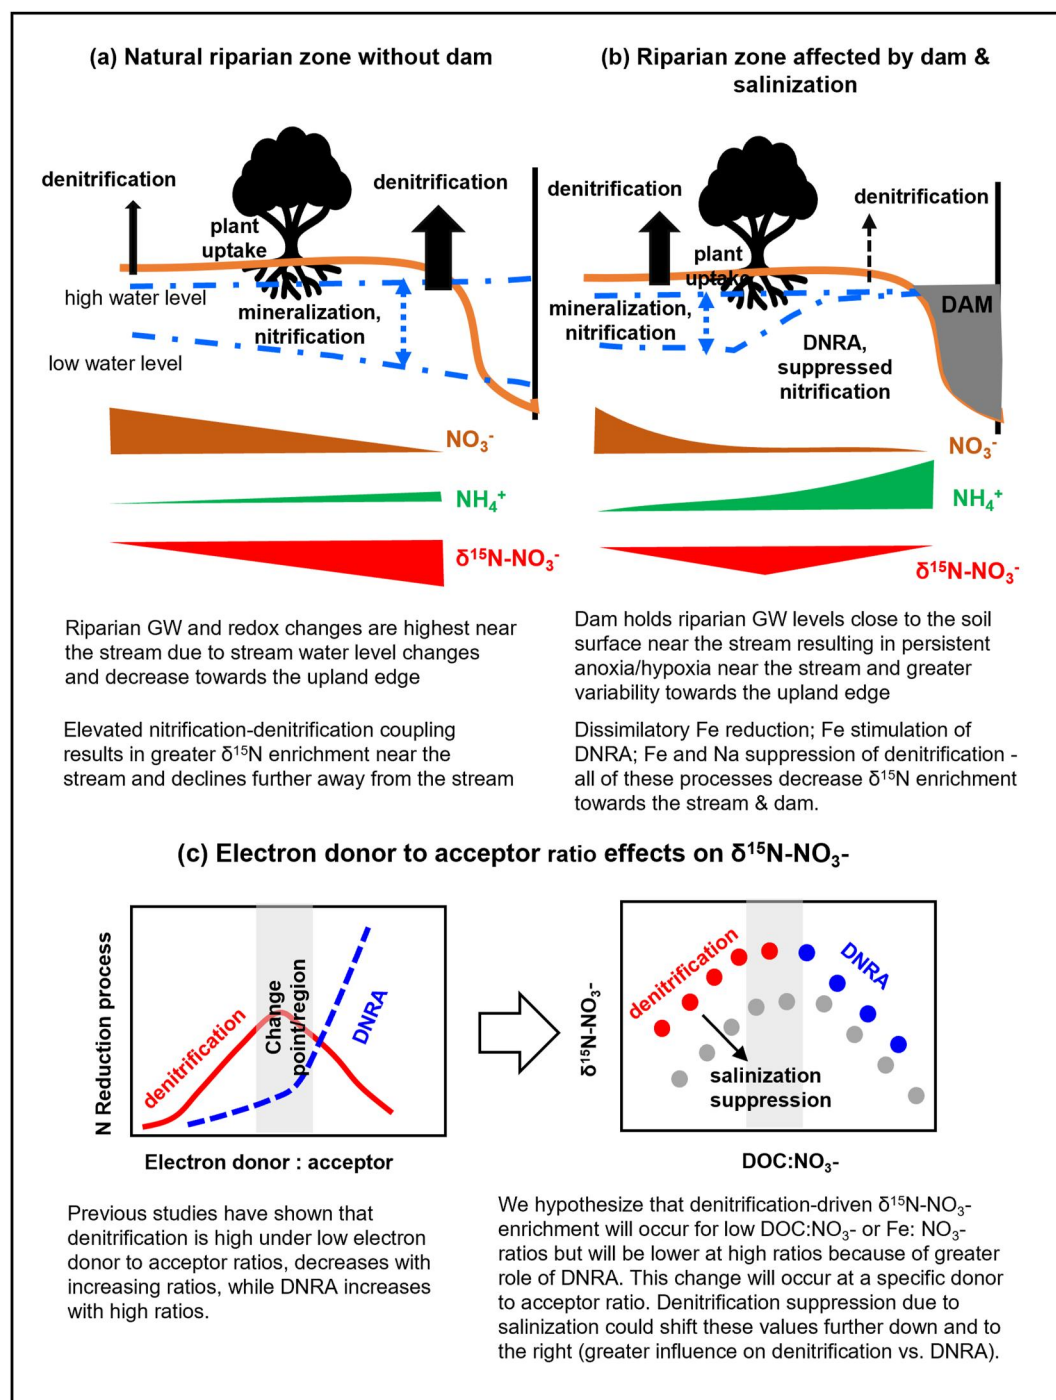 (a) Natural riparian zone without dam
denitrification
plant
uptake
denitrification
high water level
mineralization,
nitrification
low water level
NO₃⁻
NH₄⁺
δ¹⁵N-NO₃⁻
Riparian GW and redox changes are highest near
the stream due to stream water level changes
and decrease towards the upland edge
Elevated nitrification-denitrification coupling
results in greater δ¹⁵N enrichment near the
stream and declines further away from the stream
(b) Riparian zone affected by dam &
salinization
denitrification
denitrification
plant
uptake
mineralization,
nitrification
DAM
DNRA,
suppressed
nitrification
NO₃⁻
NH₄⁺
δ¹⁵N-NO₃⁻
Dam holds riparian GW levels close to the soil
surface near the stream resulting in persistent
anoxia/hypoxia near the stream and greater
variability towards the upland edge
Dissimilatory Fe reduction; Fe stimulation of
DNRA; Fe and Na suppression of denitrification -
all of these processes decrease δ¹⁵N enrichment
towards the stream & dam.
(c) Electron donor to acceptor ratio effects on δ¹⁵N-NO₃-
N Reduction process
denitrification
Change
point/region
DNRA
Electron donor : acceptor
δ¹⁵N-NO₃-
denitrification
DNRA
salinization
suppression
DOC:NO₃-
Previous studies have shown that
denitrification is high under low electron
donor to acceptor ratios, decreases with
increasing ratios, while DNRA increases
with high ratios.
We hypothesize that denitrification-driven δ¹⁵N-NO₃-
enrichment will occur for low DOC:NO₃- or Fe: NO₃-
ratios but will be lower at high ratios because of greater
role of DNRA. This change will occur at a specific donor
to acceptor ratio. Denitrification suppression due to
salinization could shift these values further down and to
the right (greater influence on denitrification vs. DNRA).